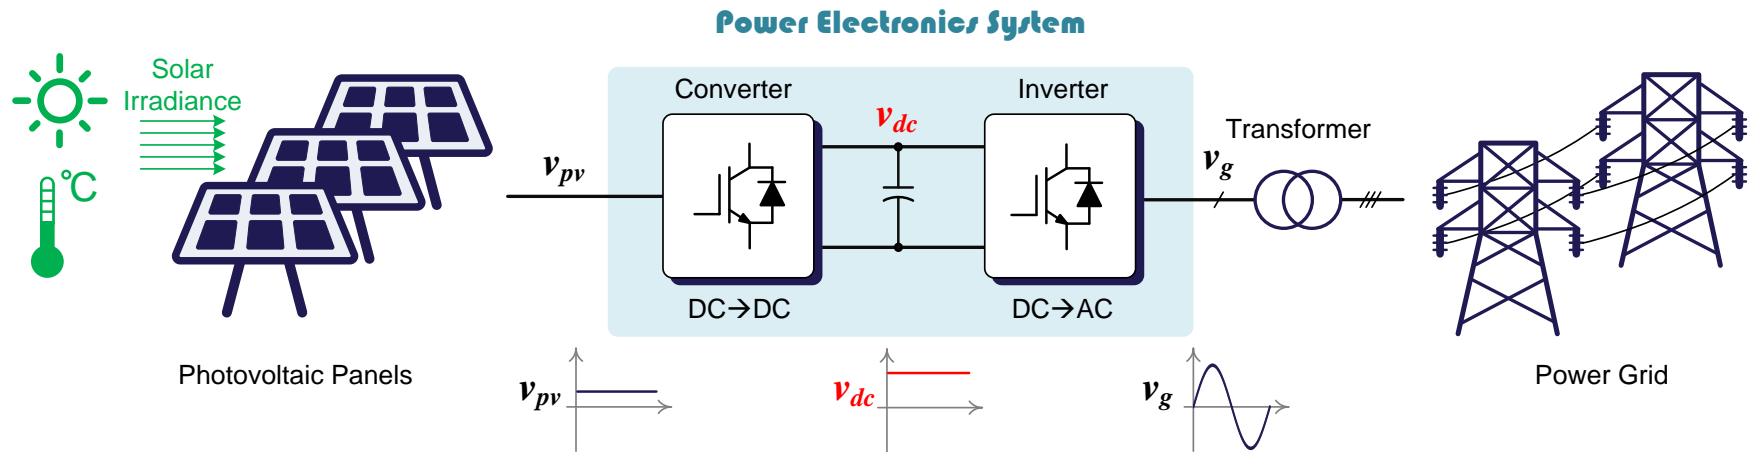 Power Electronics System
Solar
Irradiance
°C
Converter
Inverter
v_dc
Transformer
v_pv
v_g
DC→DC
DC→AC
Photovoltaic Panels
Power Grid
v_pv
v_dc
v_g